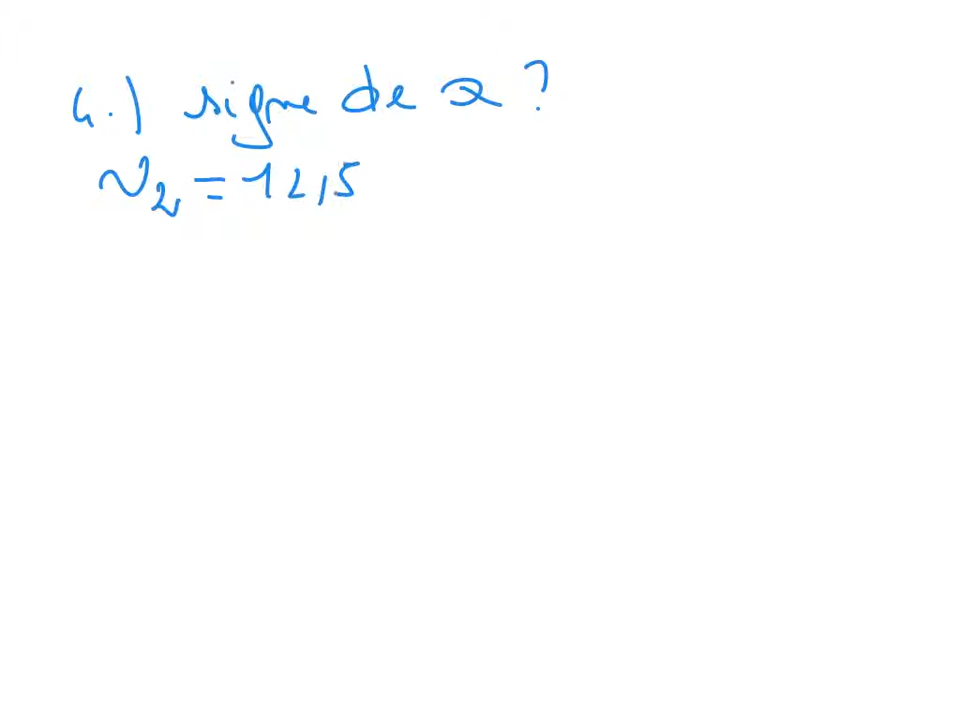 4.) signe de x ?
v₂ = 12,5